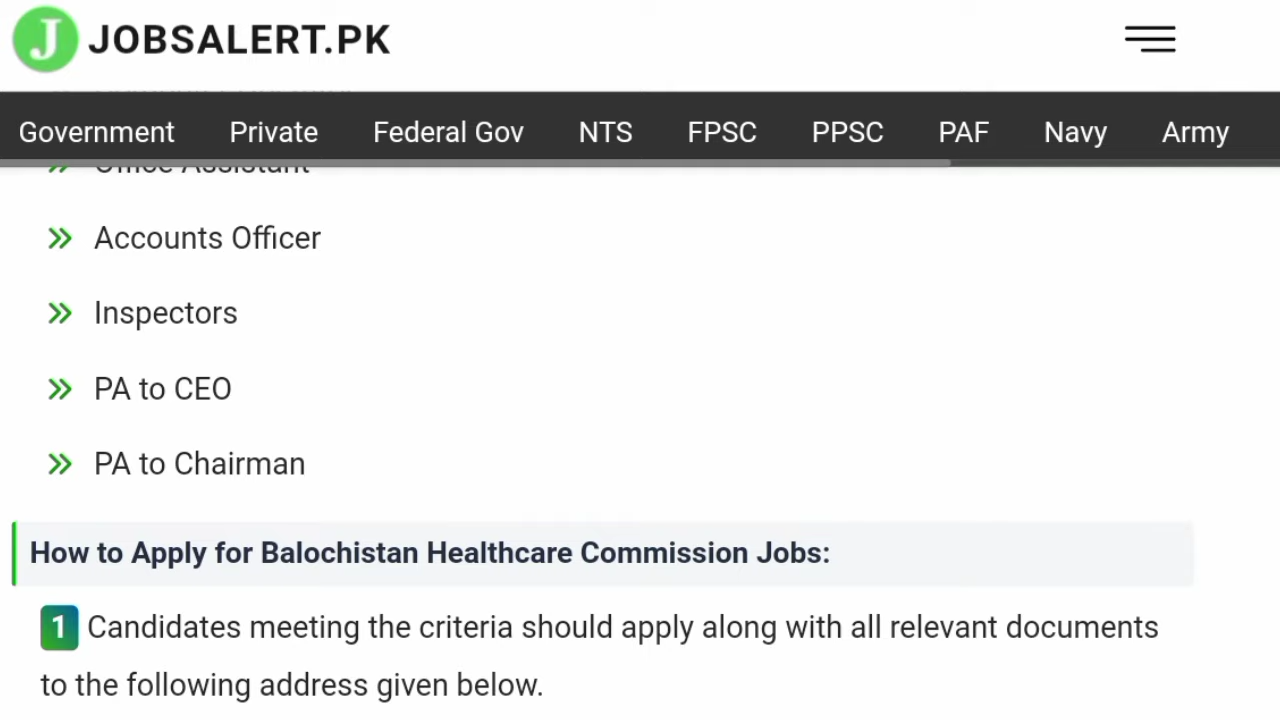 J JOBSALERT.PK
Government Private Federal Gov NTS FPSC PPSC PAF Navy Army
Office Assistant
Accounts Officer
Inspectors
PA to CEO
PA to Chairman
How to Apply for Balochistan Healthcare Commission Jobs:
1 Candidates meeting the criteria should apply along with all relevant documents
to the following address given below.